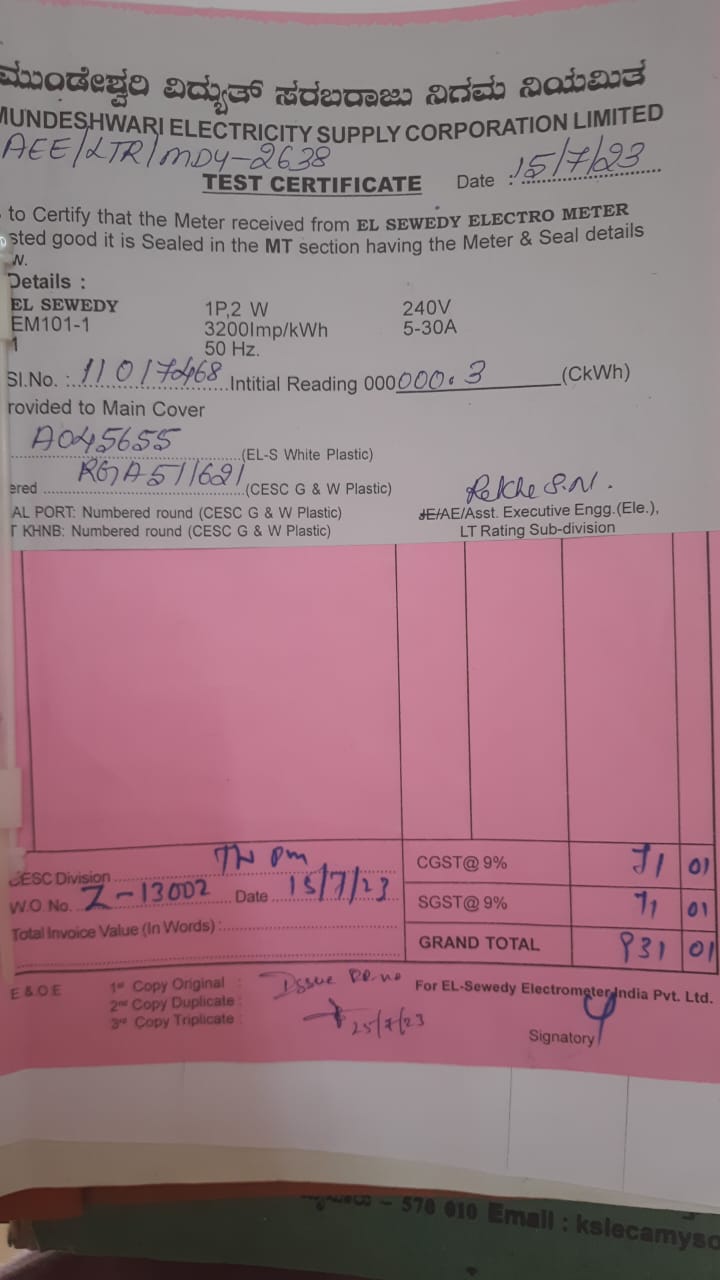 ಮುಂಡೇಶ್ವರಿ ವಿದ್ಯುತ್ ಸರಬರಾಜು ನಿಗಮ ನಿಯಮಿತ
MUNDESHWARI ELECTRICITY SUPPLY CORPORATION LIMITED
AEE/LTR/MDY-2638
TEST CERTIFICATE Date : 15/7/23
to Certify that the Meter received from EL SEWEDY ELECTRO METER
sted good it is Sealed in the MT section having the Meter & Seal details
w.
Details :
EL SEWEDY 1P,2 W 240V
EM101-1 3200Imp/kWh 5-30A
1 50 Hz.
Sl.No. : 11017468 Intitial Reading 000000.3 (CkWh)
rovided to Main Cover
A045655 (EL-S White Plastic)
ered RGA511621 (CESC G & W Plastic)
AL PORT: Numbered round (CESC G & W Plastic) JE/AE/Asst. Executive Engg.(Ele.),
T KHNB: Numbered round (CESC G & W Plastic) LT Rating Sub-division
CESC Division TN Pm CGST@ 9% 71 01
W.O. No. Z-13002 Date 15/7/23 SGST@ 9% 71 01
Total Invoice Value (In Words) : GRAND TOTAL 931 01
E & O E 1st Copy Original : Issue RR.no For EL-Sewedy Electrometer India Pvt. Ltd.
2nd Copy Duplicate :
3rd Copy Triplicate : 25/7/23
Signatory
– 570 010 Email : kslecamyso